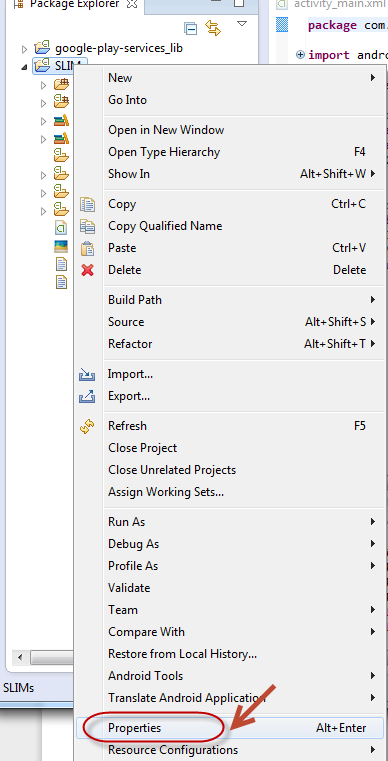 Package Explorer
activity_main.xml
package com.
google-play-services_lib
import andro
SLIM
New
Go Into
Open in New Window
Open Type Hierarchy F4
Show In Alt+Shift+W
Copy Ctrl+C
Copy Qualified Name
Paste Ctrl+V
Delete Delete
Build Path
Source Alt+Shift+S
Refactor Alt+Shift+T
Import...
Export...
Refresh F5
Close Project
Close Unrelated Projects
Assign Working Sets...
Run As
Debug As
Profile As
Validate
Team
Compare With
Restore from Local History...
Android Tools
SLIMs
Translate Android Application
Properties Alt+Enter
Resource Configurations